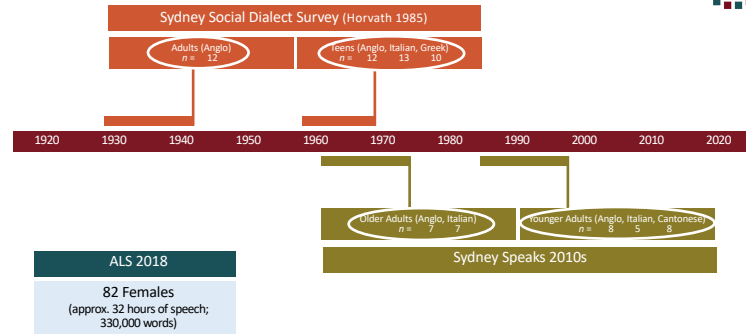 Sydney Social Dialect Survey (Horvath 1985)
Adults (Anglo)
n = 12
Teens (Anglo, Italian, Greek)
n = 12 13 10
1920 1930 1940 1950 1960 1970 1980 1990 2000 2010 2020
Older Adults (Anglo, Italian)
n = 7 7
Younger Adults (Anglo, Italian, Cantonese)
n = 8 5 8
Sydney Speaks 2010s
ALS 2018
82 Females
(approx. 32 hours of speech;
330,000 words)